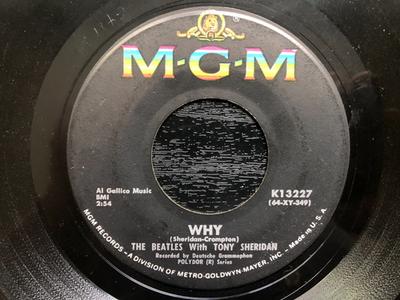 M-G-M
Al Gallico Music
BMI
2:54
K13227
(64-XY-349)
WHY
(Sheridan-Crompton)
THE BEATLES With TONY SHERIDAN
Recorded by Deutsche Grammophon
POLYDOR (R) Series
MGM RECORDS - A DIVISION OF METRO-GOLDWYN-MAYER, INC. - Made in U.S.A.